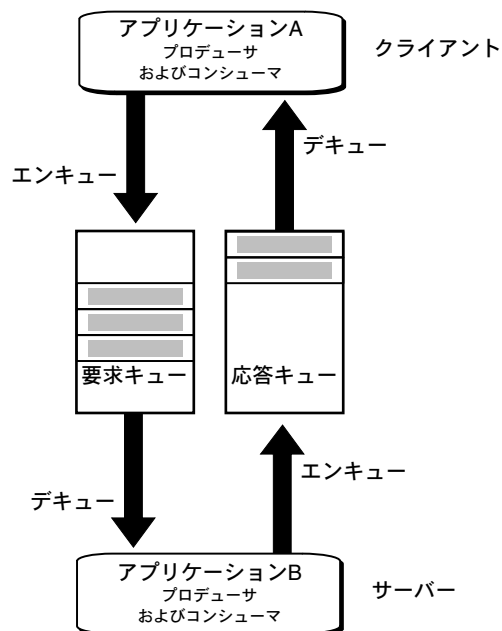 アプリケーションA
プロデューサ
およびコンシューマ
クライアント
エンキュー
デキュー
要求キュー
応答キュー
デキュー
エンキュー
アプリケーションB
プロデューサ
およびコンシューマ
サーバー